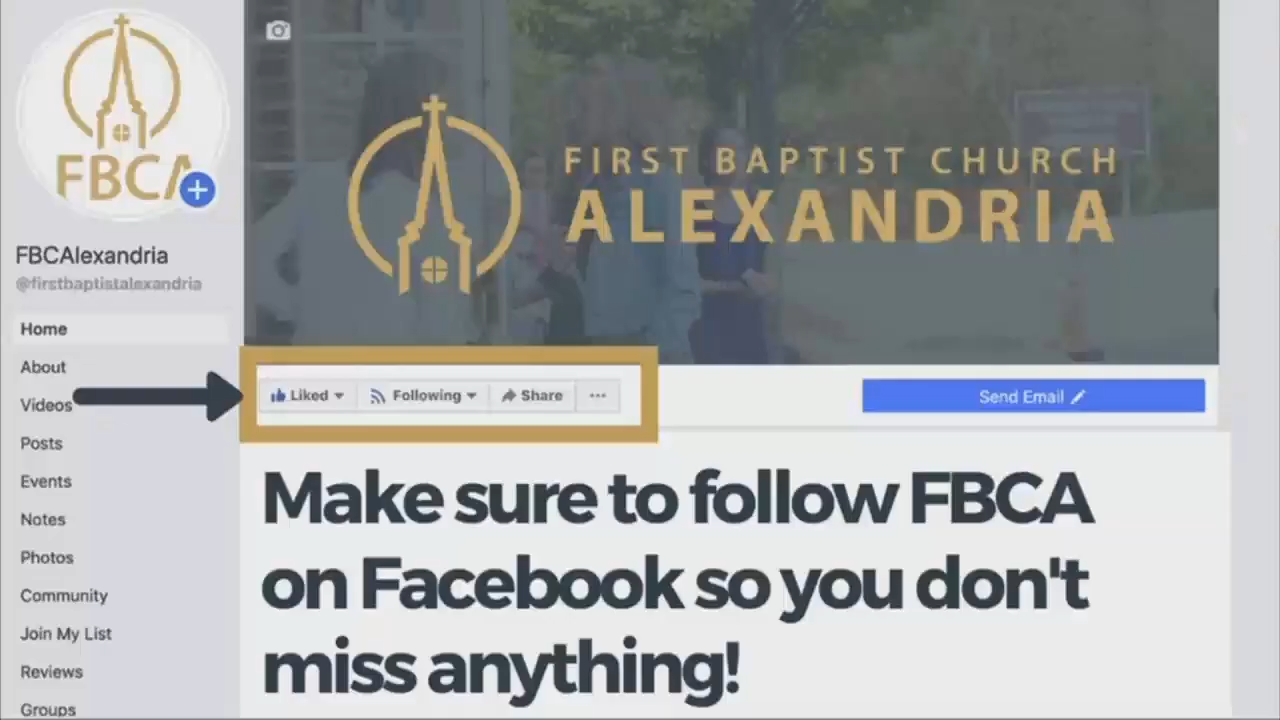 FBCA
FBCAlexandria
@firstbaptistalexandria
Home
About
Videos
Posts
Events
Notes
Photos
Community
Join My List
Reviews
Groups
FIRST BAPTIST CHURCH
ALEXANDRIA
Liked Following Share ...
Send Email
Make sure to follow FBCA
on Facebook so you don't
miss anything!